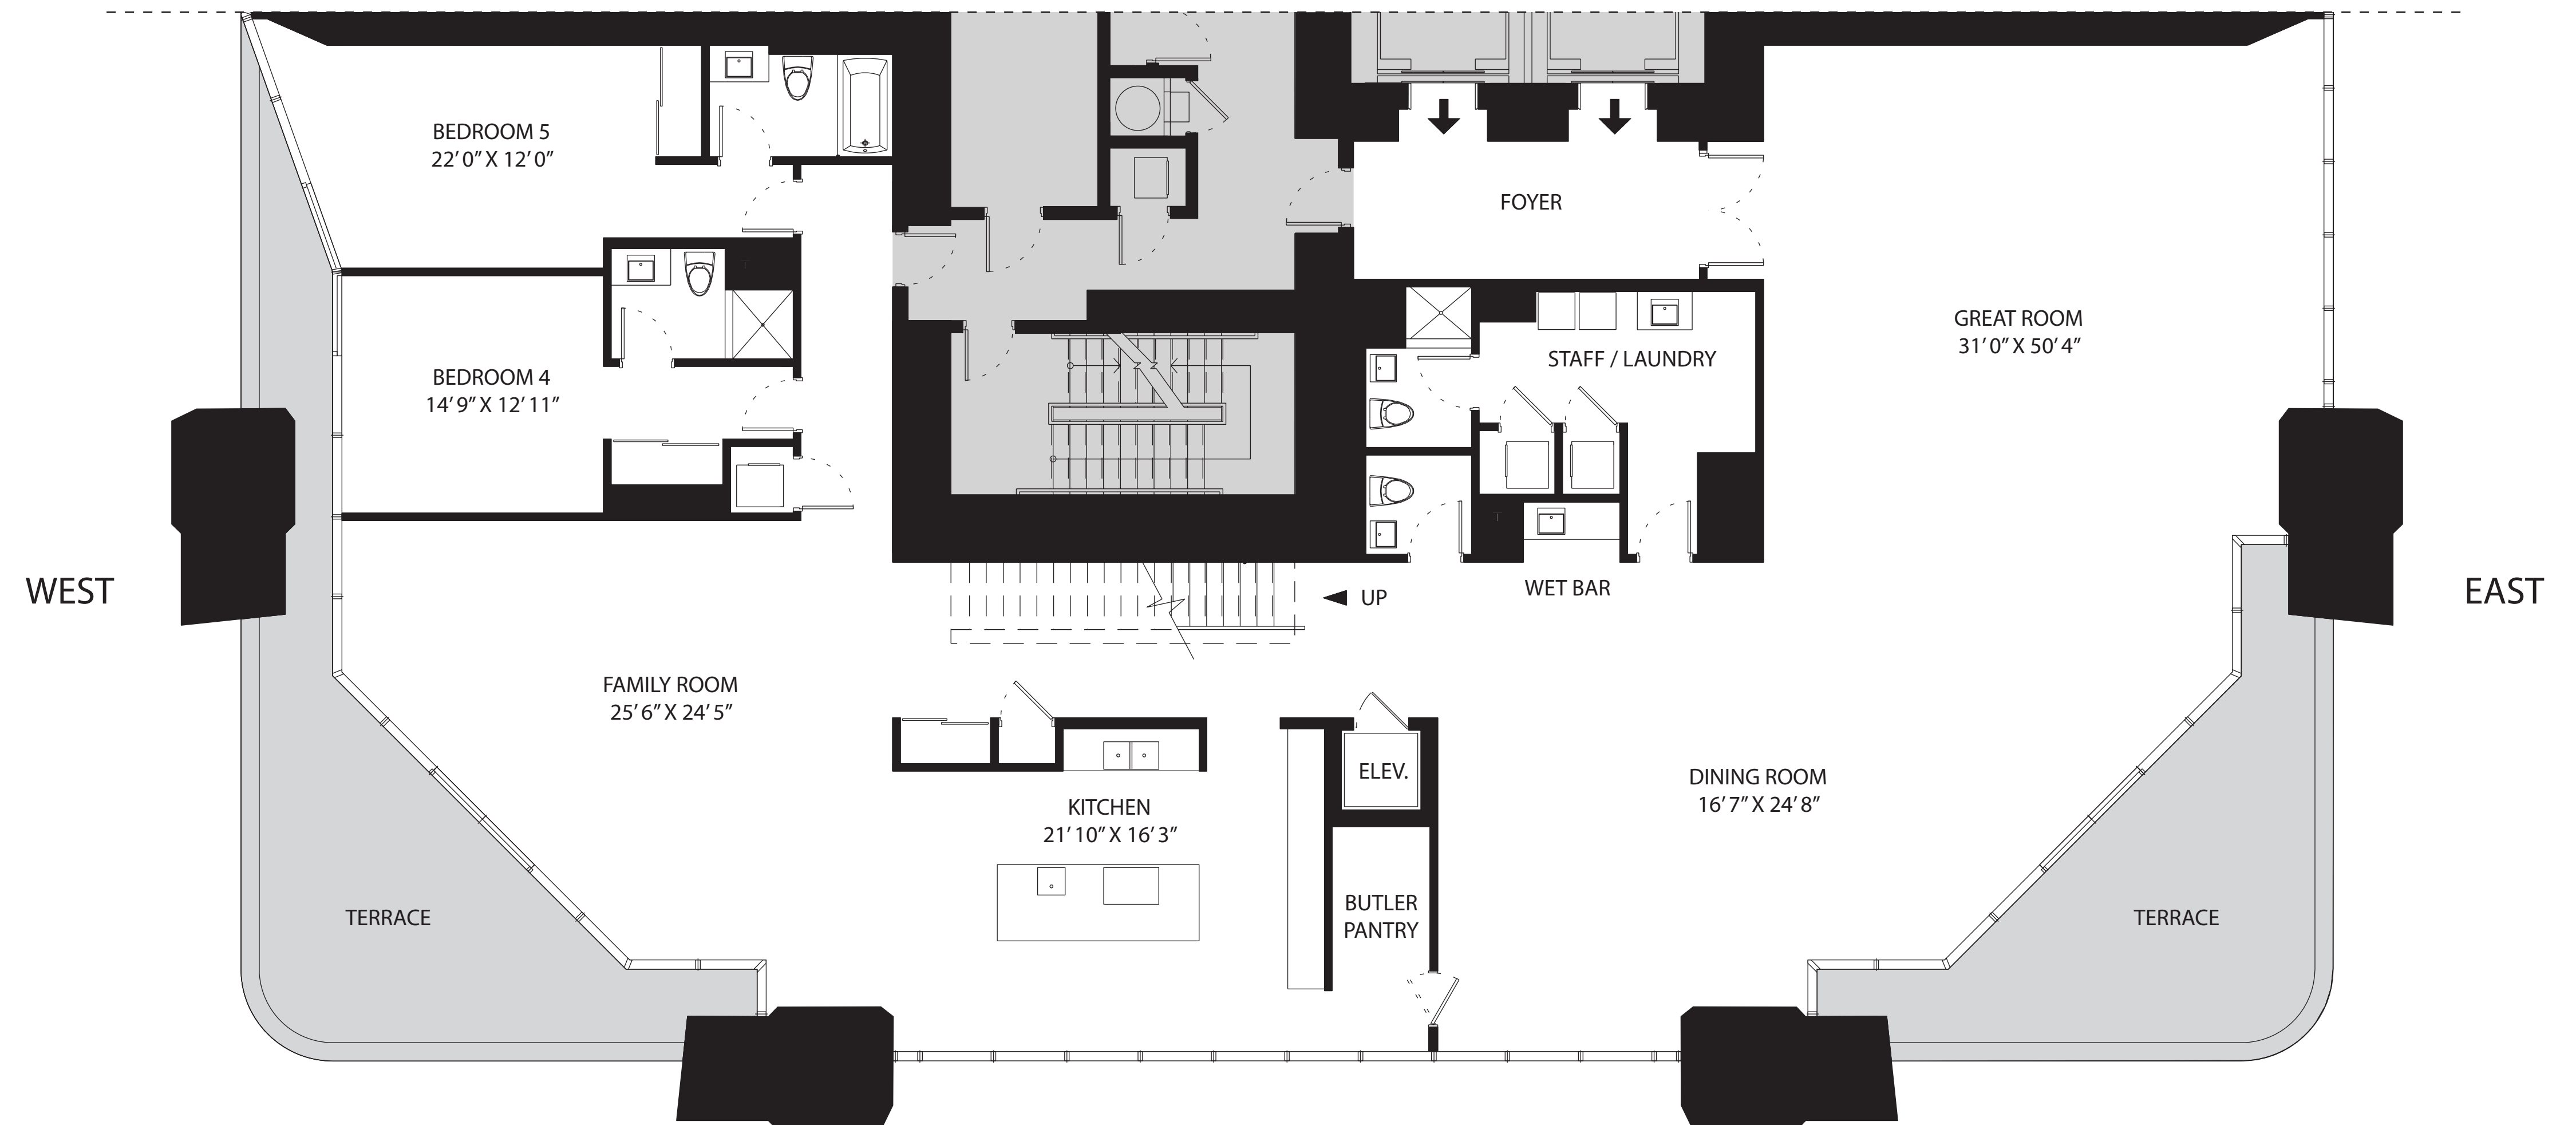 BEDROOM 5
22’ 0” X 12’ 0”
FOYER
GREAT ROOM
31’ 0” X 50’ 4”
STAFF / LAUNDRY
BEDROOM 4
14’ 9” X 12’ 11”
WEST
UP
WET BAR
EAST
FAMILY ROOM
25’ 6” X 24’ 5”
ELEV.
DINING ROOM
16’ 7” X 24’ 8”
KITCHEN
21’ 10” X 16’ 3”
BUTLER
PANTRY
TERRACE
TERRACE